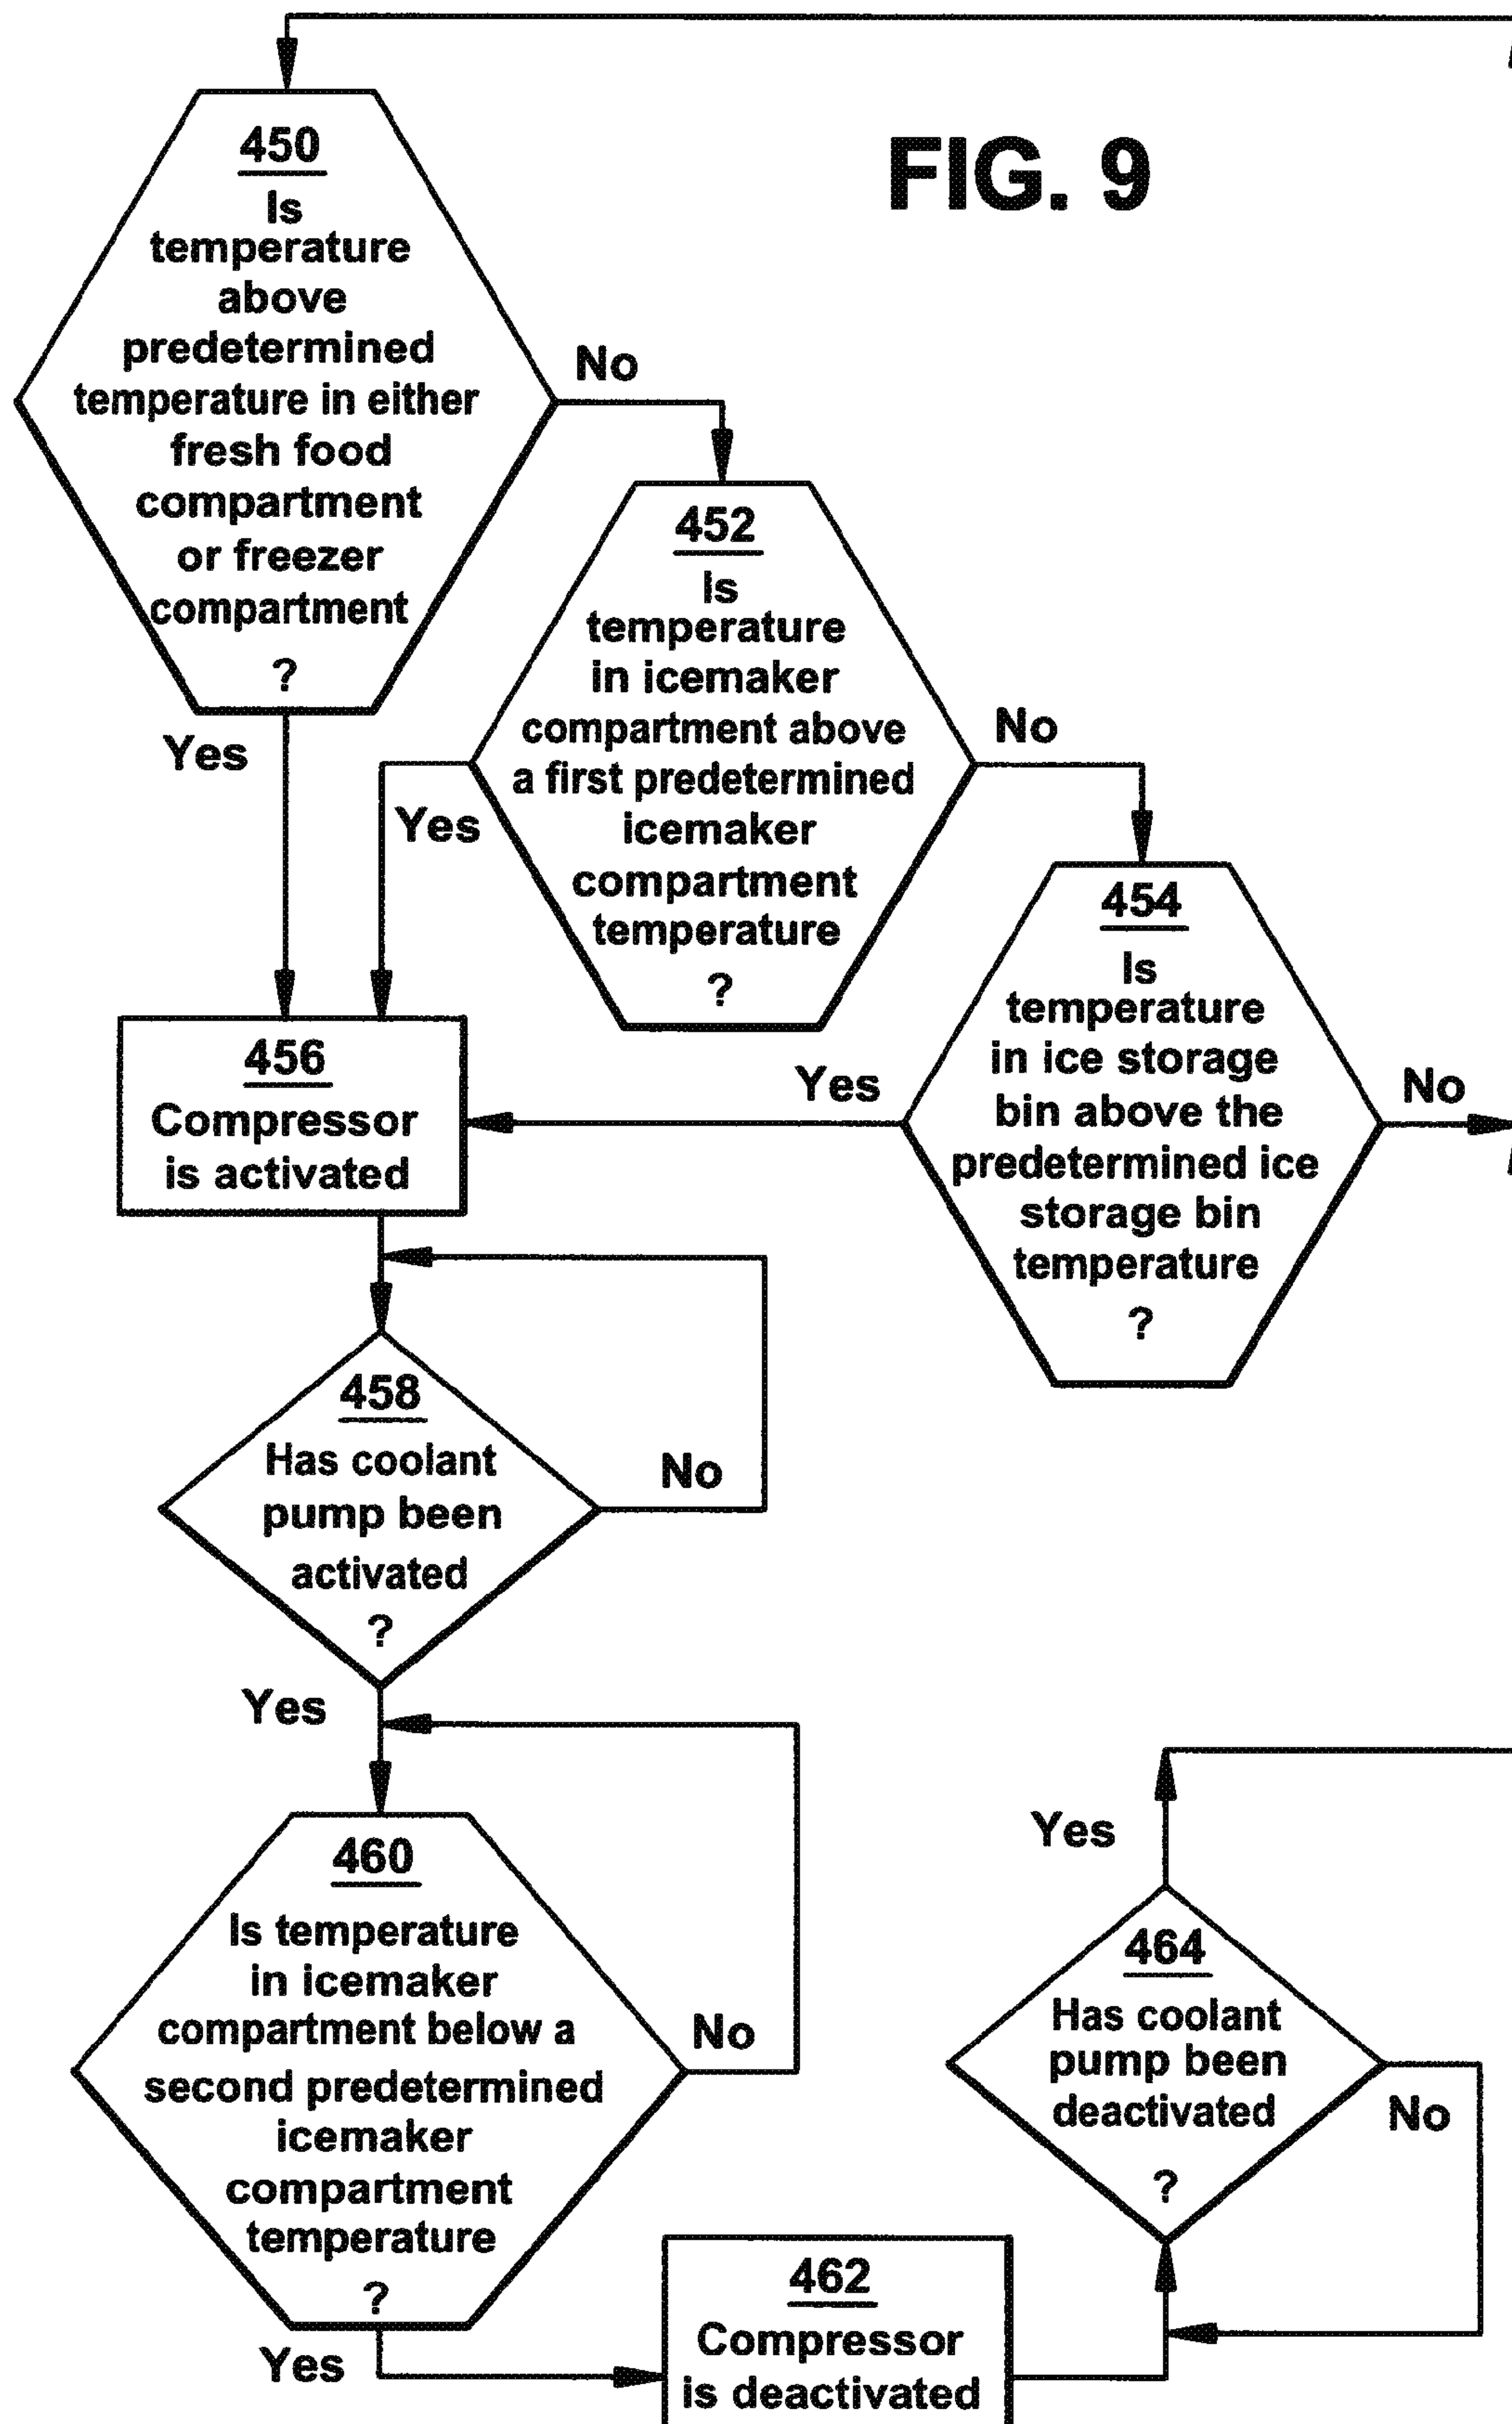 FIG. 9
450
Is
temperature
above
predetermined
temperature in either
fresh food
compartment
or freezer
compartment
?
No
Yes
452
Is
temperature
in icemaker
compartment above
a first predetermined
icemaker
compartment
temperature
?
No
Yes
454
Is
temperature
in ice storage
bin above the
predetermined ice
storage bin
temperature
?
No
Yes
456
Compressor
is activated
458
Has coolant
pump been
activated
?
No
Yes
460
Is temperature
in icemaker
compartment below a
second predetermined
icemaker
compartment
temperature
?
No
Yes
462
Compressor
is deactivated
464
Has coolant
pump been
deactivated
?
No
Yes